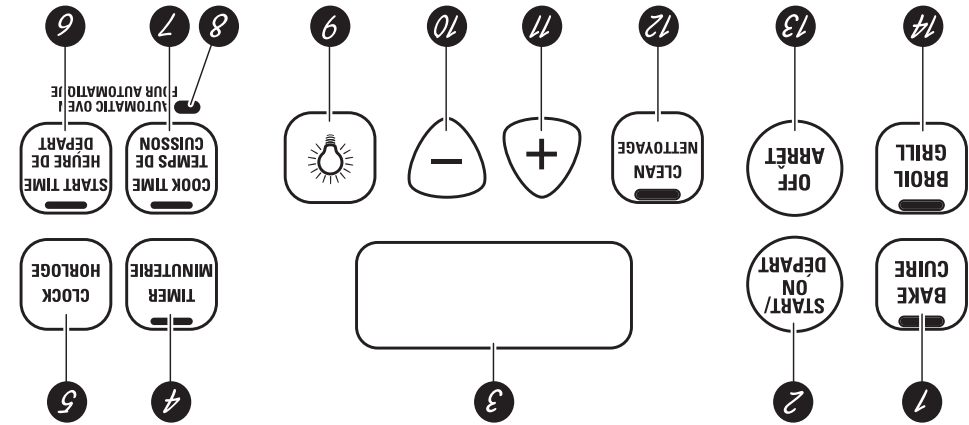 1
2
3
4
5
BAKE
CUIRE
START/
ON
DÉPART
TIMER
MINUTERIE
CLOCK
HORLOGE
BROIL
GRILL
OFF
ARRÊT
CLEAN
NETTOYAGE
+
−
COOK TIME
TEMPS DE
CUISSON
START TIME
HEURE DE
DÉPART
AUTOMATIC OVEN
FOUR AUTOMATIQUE
14
13
12
11
10
9
8
7
6